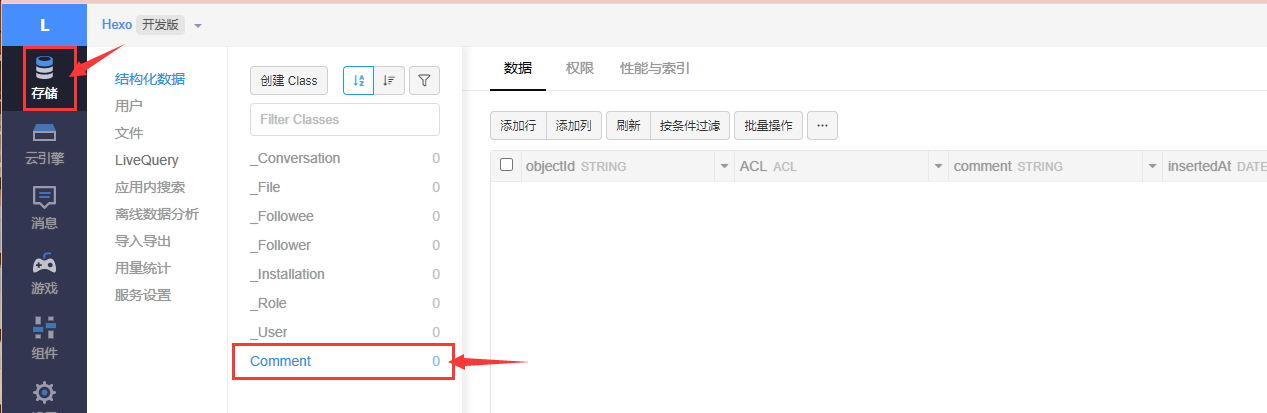 L
Hexo 开发版
存储
云引擎
消息
游戏
组件
结构化数据
用户
文件
LiveQuery
应用内搜索
离线数据分析
导入导出
用量统计
服务设置
创建 Class
Filter Classes
_Conversation 0
_File 0
_Followee 0
_Follower 0
_Installation 0
_Role 0
_User 0
Comment 0
数据 权限 性能与索引
添加行 添加列 刷新 按条件过滤 批量操作 ···
objectId STRING ACL ACL comment STRING insertedAt DATE